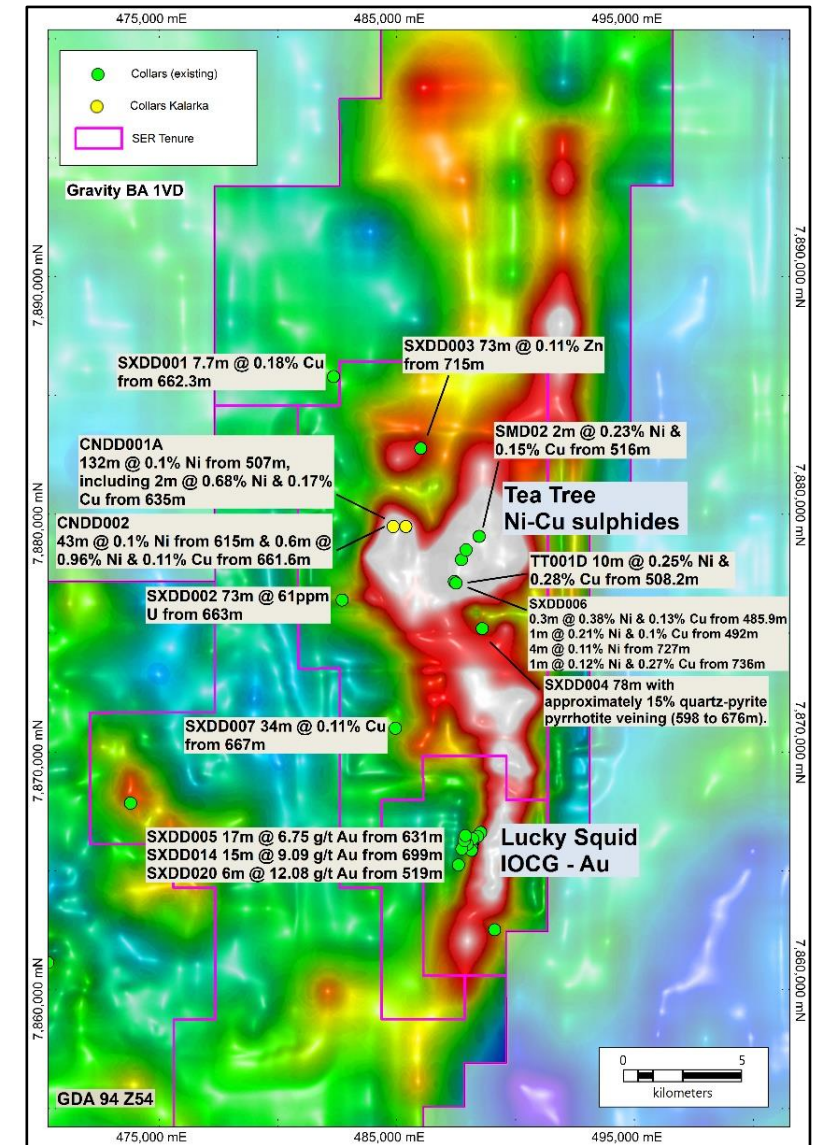 475,000 mE
485,000 mE
495,000 mE
Collars (existing)
Collars Kalarka
SER Tenure
Gravity BA 1VD
7,890,000 mN
7,890,000 mN
SXDD003 73m @ 0.11% Zn
from 715m
SXDD001 7.7m @ 0.18% Cu
from 662.3m
SMD02 2m @ 0.23% Ni &
0.15% Cu from 516m
CNDD001A
132m @ 0.1% Ni from 507m,
including 2m @ 0.68% Ni & 0.17%
Cu from 635m
Tea Tree
Ni-Cu sulphides
7,880,000 mN
7,880,000 mN
CNDD002
43m @ 0.1% Ni from 615m & 0.6m @
0.96% Ni & 0.11% Cu from 661.6m
TT001D 10m @ 0.25% Ni &
0.28% Cu from 508.2m
SXDD002 73m @ 61ppm
U from 663m
SXDD006
0.3m @ 0.38% Ni & 0.13% Cu from 485.9m
1m @ 0.21% Ni & 0.1% Cu from 492m
4m @ 0.11% Ni from 727m
1m @ 0.12% Ni & 0.27% Cu from 736m
SXDD004 78m with
approximately 15% quartz-pyrite
pyrrhotite veining (598 to 676m).
SXDD007 34m @ 0.11% Cu
from 667m
7,870,000 mN
7,870,000 mN
SXDD005 17m @ 6.75 g/t Au from 631m
SXDD014 15m @ 9.09 g/t Au from 699m
SXDD020 6m @ 12.08 g/t Au from 519m
Lucky Squid
IOCG - Au
7,860,000 mN
7,860,000 mN
0 5
kilometers
GDA 94 Z54
475,000 mE
485,000 mE
495,000 mE